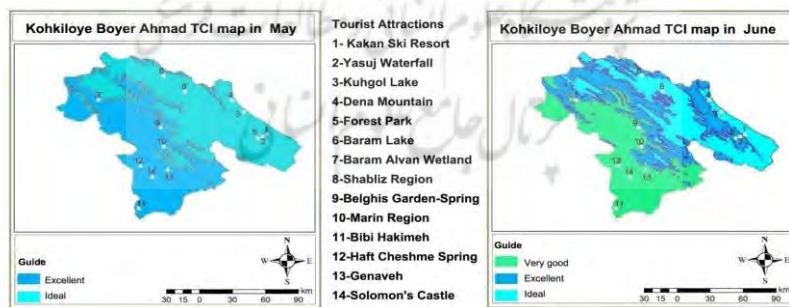 Kohkiloye Boyer Ahmad TCI map in May
Guide
Excellent
Ideal
N
W E
S
km
30 15 0 30 60 90
Tourist Attractions
1- Kakan Ski Resort
2-Yasuj Waterfall
3-Kuhgol Lake
4-Dena Mountain
5-Forest Park
6-Baram Lake
7-Baram Alvan Wetland
8-Shabliz Region
9-Belghis Garden-Spring
10-Marin Region
11-Bibi Hakimeh
12-Haft Cheshme Spring
13-Genaveh
14-Solomon's Castle
Kohkiloye Boyer Ahmad TCI map in June
Guide
Very good
Excellent
Ideal
N
W E
S
km
30 15 0 30 60 90